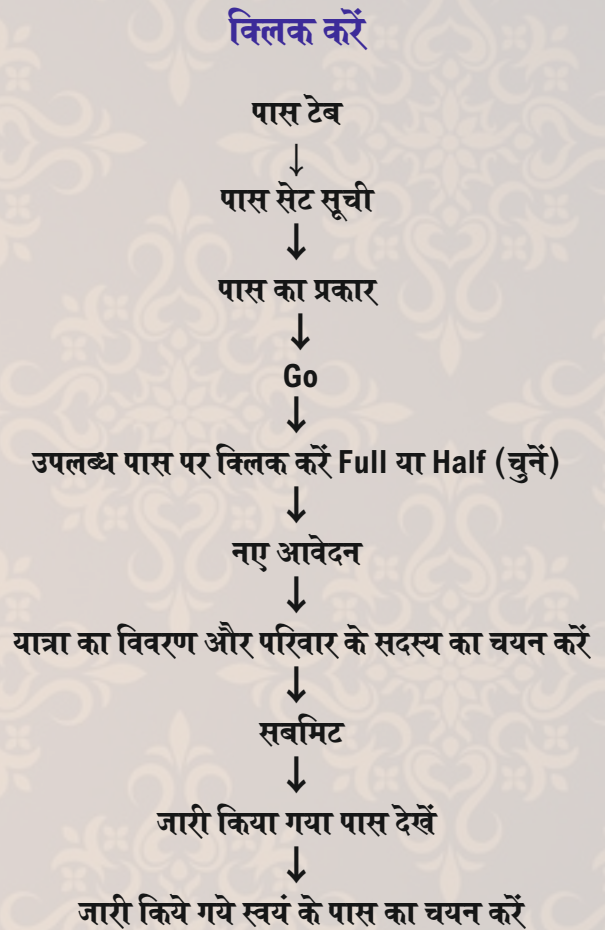 क्लिक करें
पास टेब
↓
पास सेट सूची
↓
पास का प्रकार
↓
Go
↓
उपलब्ध पास पर क्लिक करें Full या Half (चुनें)
↓
नए आवेदन
↓
यात्रा का विवरण और परिवार के सदस्य का चयन करें
↓
सबमिट
↓
जारी किया गया पास देखें
↓
जारी किये गये स्वयं के पास का चयन करें